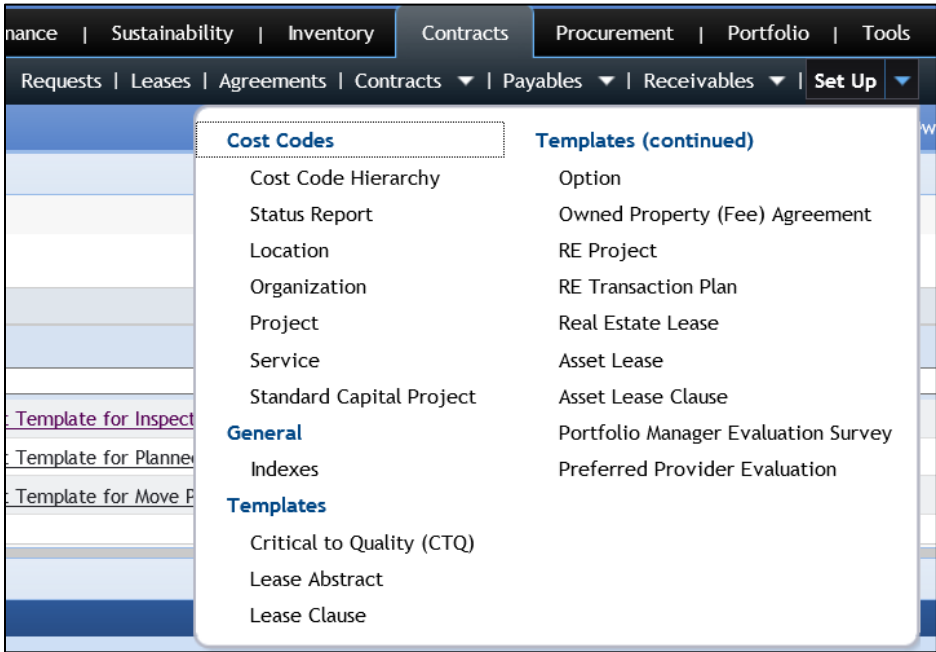 nance | Sustainability | Inventory Contracts Procurement | Portfolio | Tools
Requests | Leases | Agreements | Contracts ▼ | Payables ▼ | Receivables ▼ | Set Up ▼
Cost Codes
Cost Code Hierarchy
Status Report
Location
Organization
Project
Service
Standard Capital Project
General
Indexes
Templates
Critical to Quality (CTQ)
Lease Abstract
Lease Clause
Templates (continued)
Option
Owned Property (Fee) Agreement
RE Project
RE Transaction Plan
Real Estate Lease
Asset Lease
Asset Lease Clause
Portfolio Manager Evaluation Survey
Preferred Provider Evaluation
Template for Inspect
Template for Planne
Template for Move P